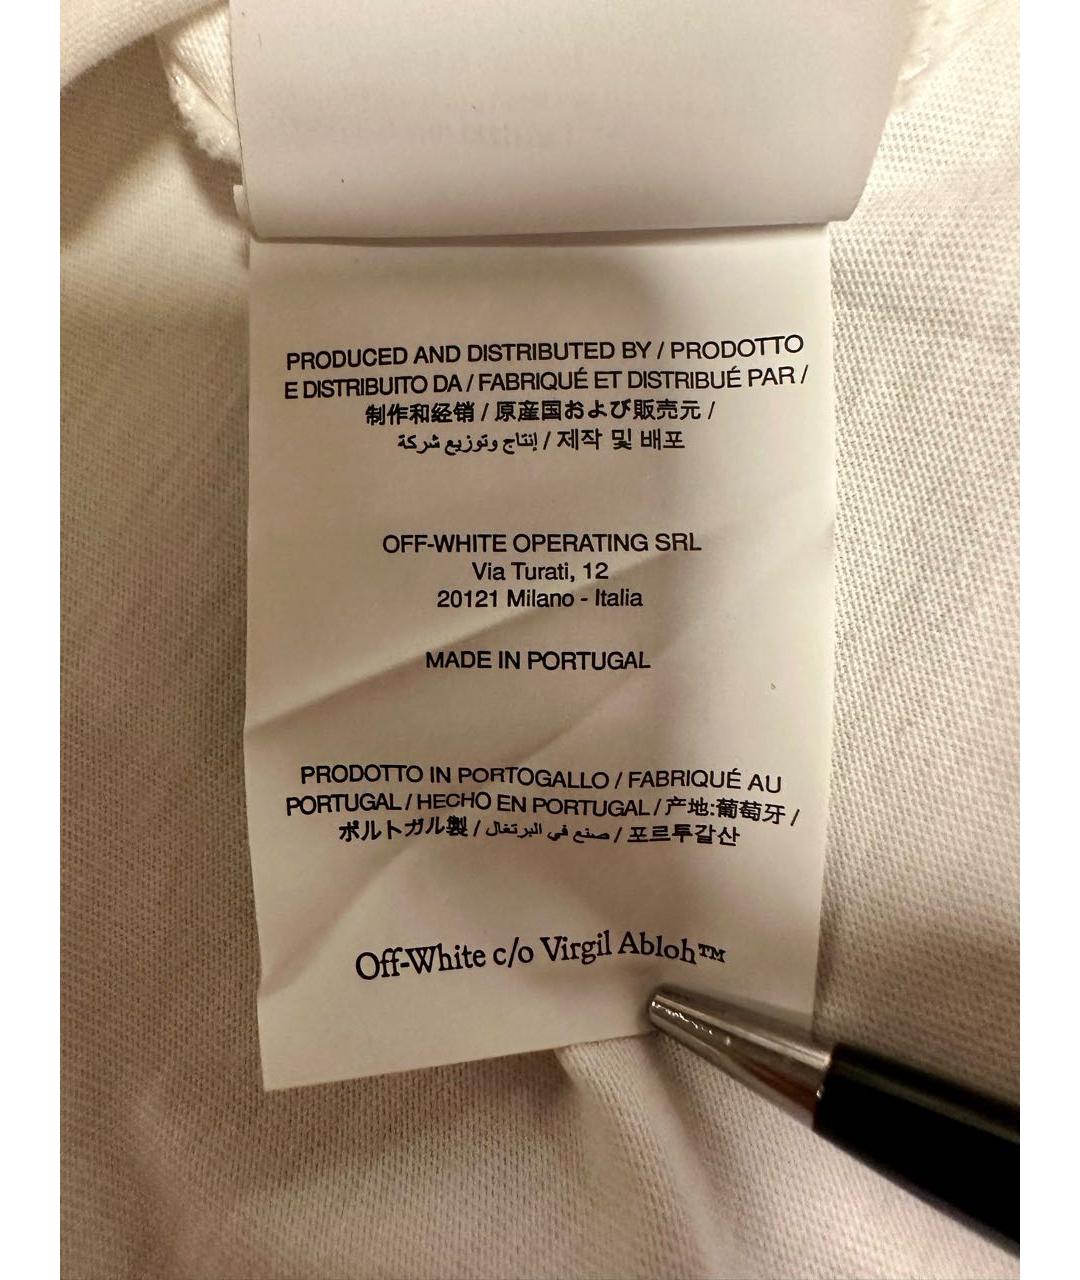 PRODUCED AND DISTRIBUTED BY / PRODOTTO
E DISTRIBUITO DA / FABRIQUÉ ET DISTRIBUÉ PAR /
制作和经销 / 原産国および販売元 /
إنتاج وتوزيع شركة / 제작 및 배포
OFF-WHITE OPERATING SRL
Via Turati, 12
20121 Milano - Italia
MADE IN PORTUGAL
PRODOTTO IN PORTOGALLO / FABRIQUÉ AU
PORTUGAL / HECHO EN PORTUGAL / 产地:葡萄牙 /
ポルトガル製 / صنع في البرتغال / 포르투갈산
Off-White c/o Virgil Abloh™